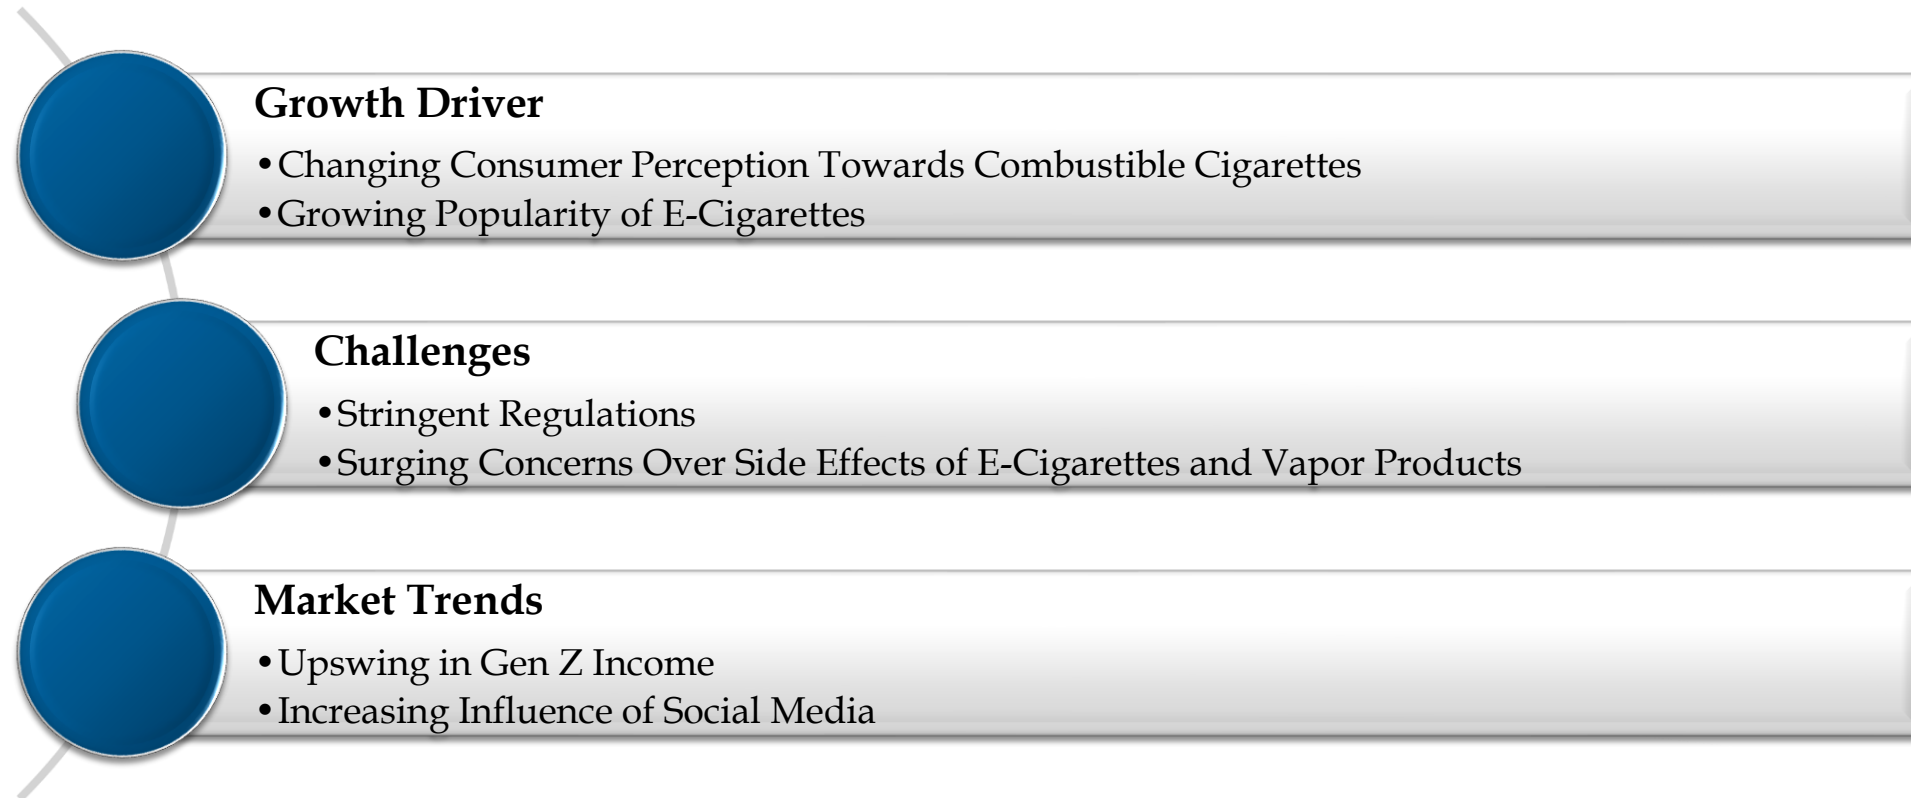 Growth Driver
•Changing Consumer Perception Towards Combustible Cigarettes
•Growing Popularity of E-Cigarettes
Challenges
•Stringent Regulations
•Surging Concerns Over Side Effects of E-Cigarettes and Vapor Products
Market Trends
•Upswing in Gen Z Income
•Increasing Influence of Social Media